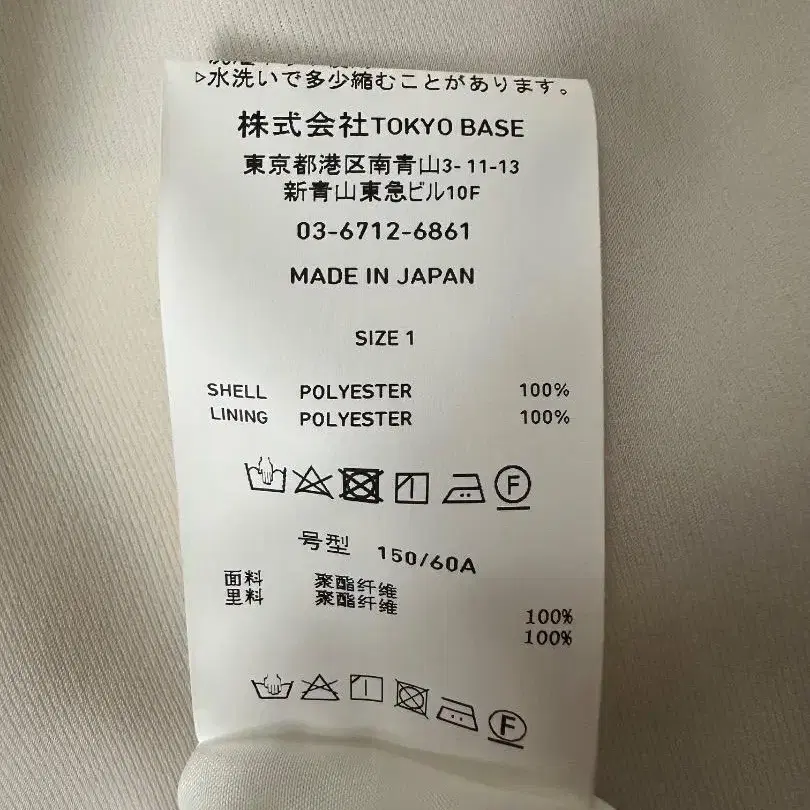 ▷水洗いで多少縮むことがあります。
株式会社TOKYO BASE
東京都港区南青山3-11-13
新青山東急ビル10F
03-6712-6861
MADE IN JAPAN
SIZE 1
SHELL POLYESTER 100%
LINING POLYESTER 100%
F
号型 150/60A
面料 聚酯纤维 100%
里料 聚酯纤维 100%
F